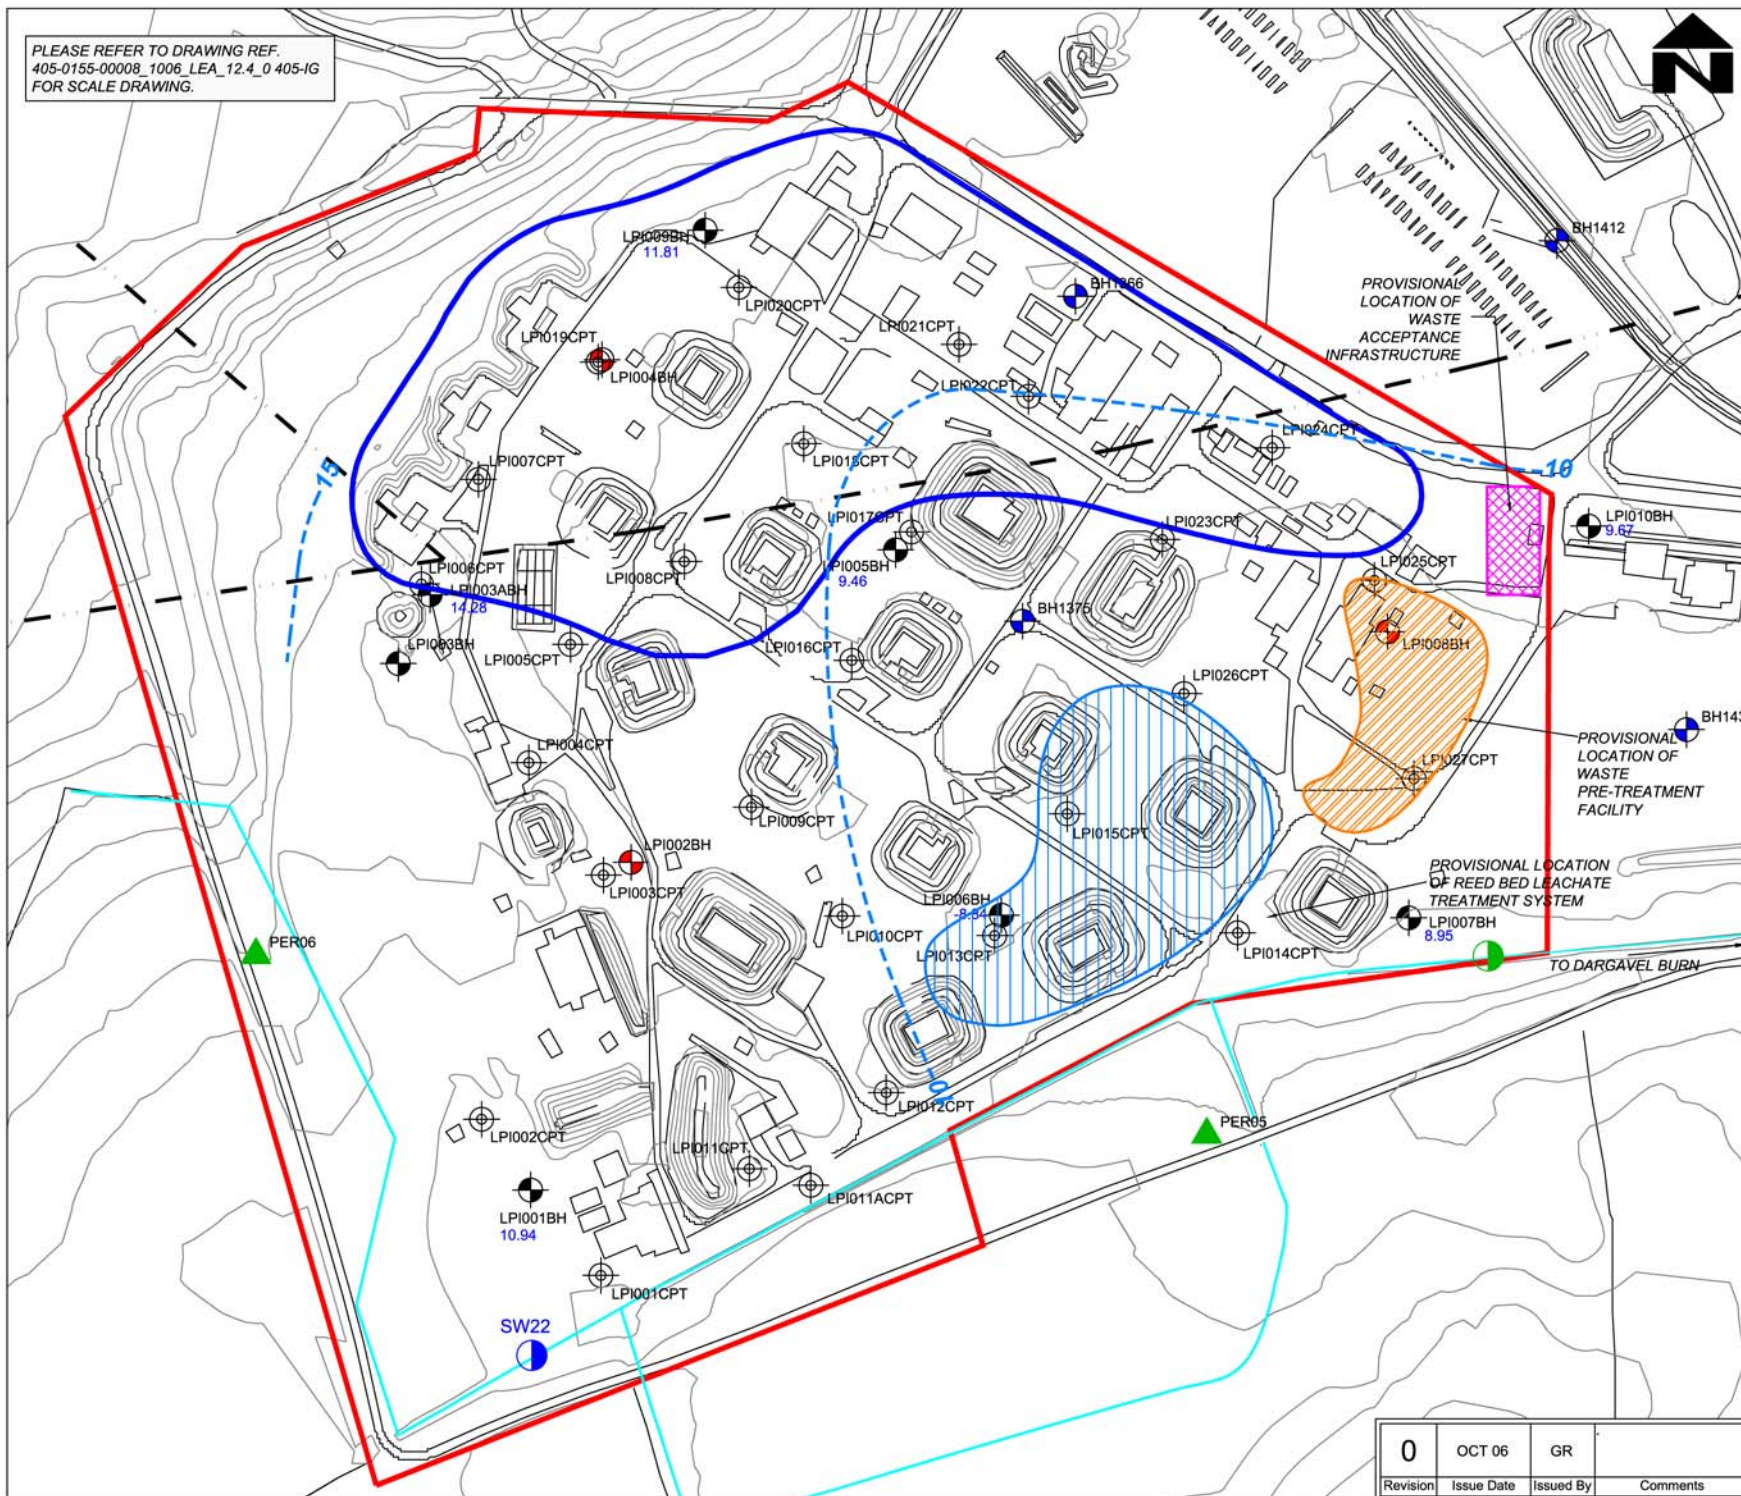 PLEASE REFER TO DRAWING REF.
405-0155-00008_1006_LEA_12.4_0 405-IG
FOR SCALE DRAWING.
N
BH1412
LPI009BH
11.81
PROVISIONAL
LOCATION OF
WASTE
ACCEPTANCE
INFRASTRUCTURE
BH1366
LPI020CPT
LPI019CPT
LPI021CPT
LPI004BH
LPI022CPT
LPI024CPT
LPI007CPT
LPI018CPT
15
10
LPI017CPT
LPI023CPT
LPI010BH
9.67
LPI006CPT
LPI008CPT
LPI005BH
9.46
LPI025CPT
LPI003ABH
14.28
BH1375
LPI003BH
LPI005CPT
LPI016CPT
LPI008BH
LPI026CPT
BH143
LPI004CPT
PROVISIONAL
LOCATION OF
WASTE
PRE-TREATMENT
FACILITY
LPI027CPT
LPI009CPT
LPI015CPT
LPI002BH
LPI003CPT
PROVISIONAL LOCATION
OF REED BED LEACHATE
TREATMENT SYSTEM
LPI006BH
LPI007BH
8.95
PER06
LPI010CPT
LPI013CPT
LPI014CPT
TO DARGAVEL BURN
10
LPI012CPT
PER05
LPI002CPT
LPI011CPT
LPI011ACPT
LPI001BH
10.94
LPI001CPT
SW22
0 OCT 06 GR
Revision Issue Date Issued By Comments